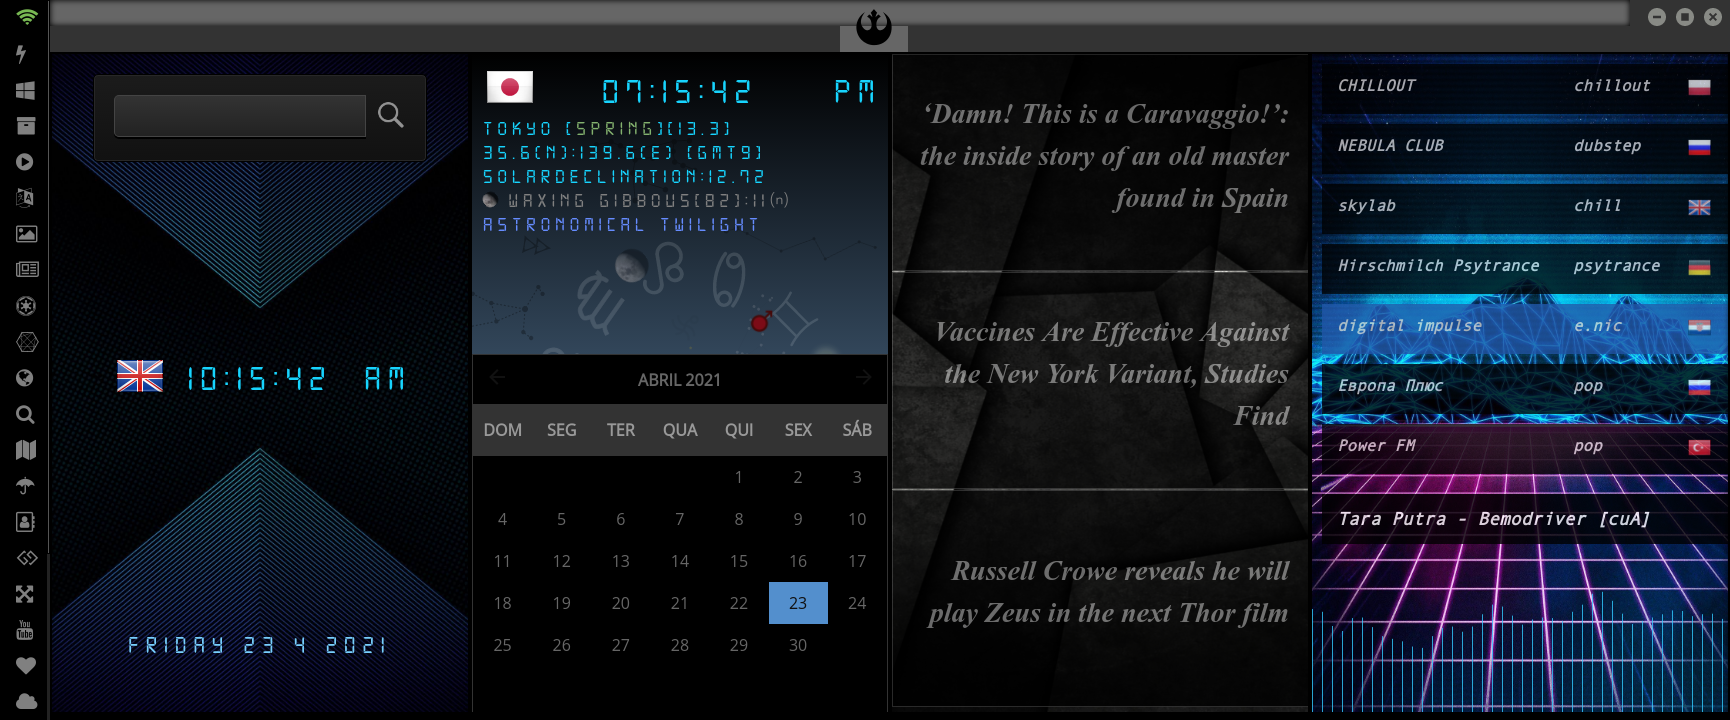 10:15:42 AM
FRIDAY 23 4 2021
07:15:42 PM
TOKYO [SPRING][13.3]
35.6(N):139.6(E) [GMT9]
SOLARDECLINATION:12.72
WAXING GIBBOUS[82]:11(n)
ASTRONOMICAL TWILIGHT
ABRIL 2021
DOM SEG TER QUA QUI SEX SÁB
1 2 3
4 5 6 7 8 9 10
11 12 13 14 15 16 17
18 19 20 21 22 23 24
25 26 27 28 29 30
‘Damn! This is a Caravaggio!’:
the inside story of an old master
found in Spain
Vaccines Are Effective Against
the New York Variant, Studies
Find
Russell Crowe reveals he will
play Zeus in the next Thor film
CHILLOUT chillout
NEBULA CLUB dubstep
skylab chill
Hirschmilch Psytrance psytrance
digital impulse e.nic
Европа Плюс pop
Power FM pop
Tara Putra - Bemodriver [cuA]
You
Tube